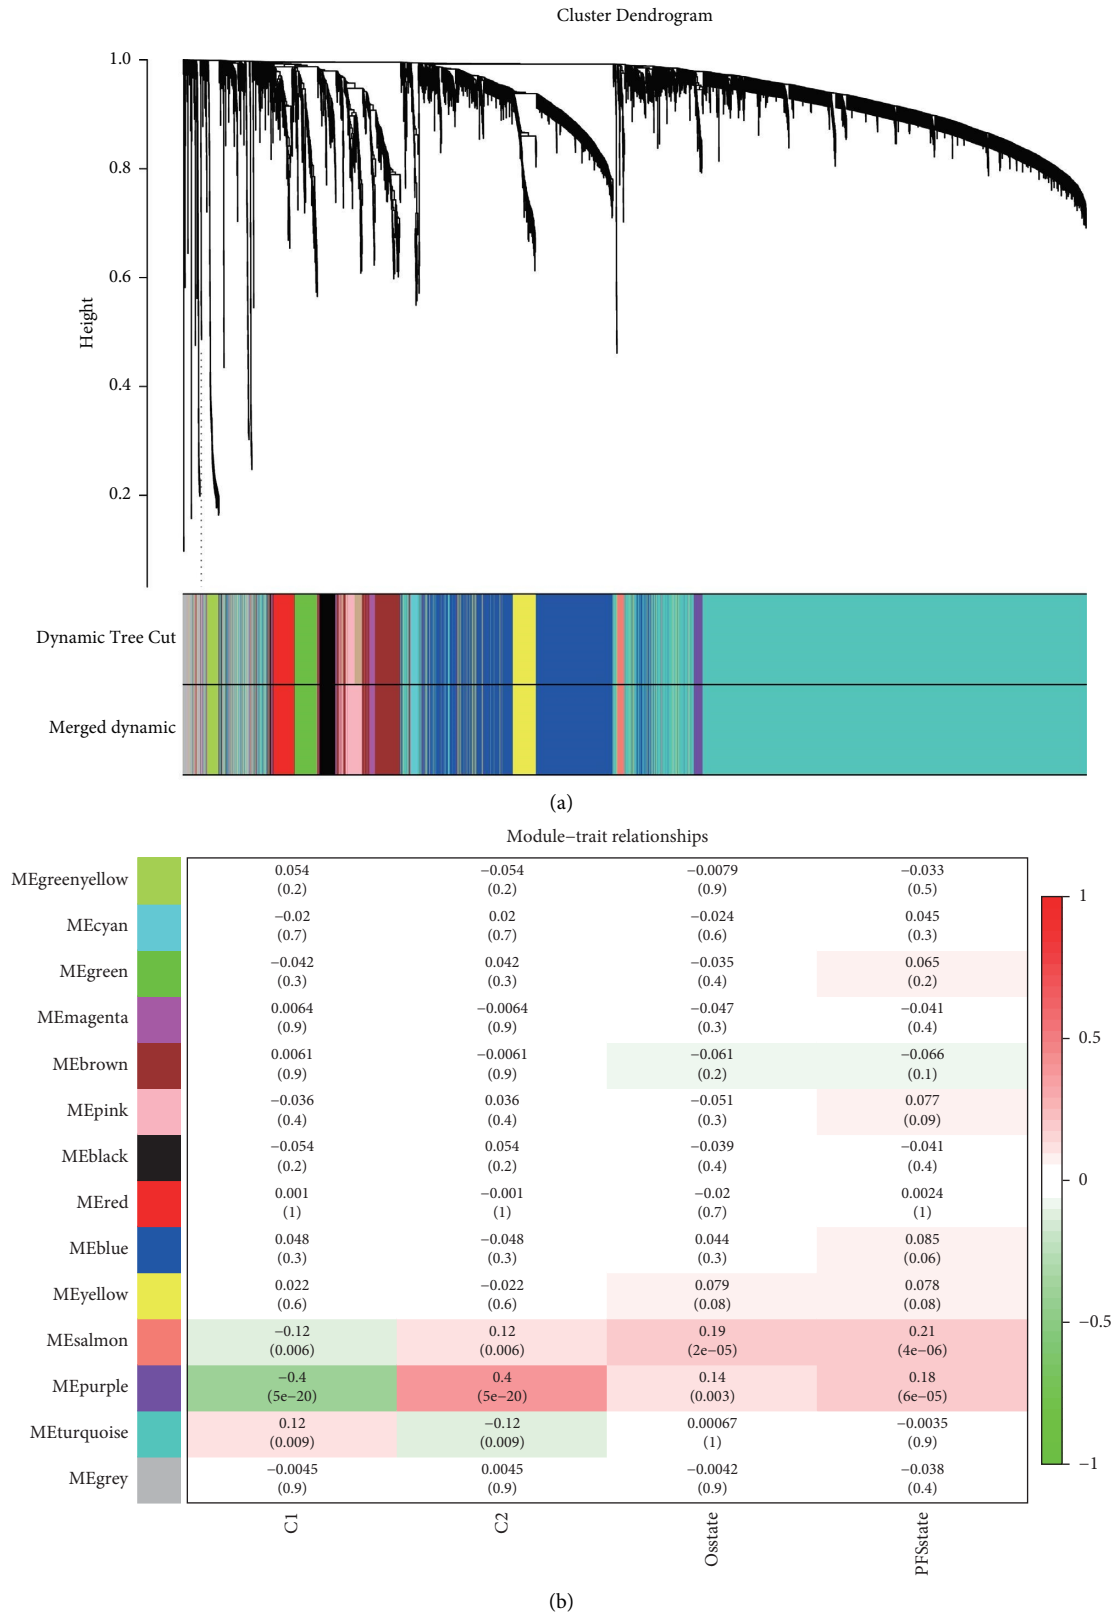 Cluster Dendrogram
1.0
0.8
0.6
0.4
0.2
Height
Dynamic Tree Cut
Merged dynamic
(a)
Module−trait relationships
MEgreenyellow 0.054 −0.054 −0.0079 −0.033
(0.2) (0.2) (0.9) (0.5)
MEcyan −0.02 0.02 −0.024 0.045
(0.7) (0.7) (0.6) (0.3)
MEgreen −0.042 0.042 −0.035 0.065
(0.3) (0.3) (0.4) (0.2)
MEmagenta 0.0064 −0.0064 −0.047 −0.041
(0.9) (0.9) (0.3) (0.4)
MEbrown 0.0061 −0.0061 −0.061 −0.066
(0.9) (0.9) (0.2) (0.1)
MEpink −0.036 0.036 −0.051 0.077
(0.4) (0.4) (0.3) (0.09)
MEblack −0.054 0.054 −0.039 −0.041
(0.2) (0.2) (0.4) (0.4)
MEred 0.001 −0.001 −0.02 0.0024
(1) (1) (0.7) (1)
MEblue 0.048 −0.048 0.044 0.085
(0.3) (0.3) (0.3) (0.06)
MEyellow 0.022 −0.022 0.079 0.078
(0.6) (0.6) (0.08) (0.08)
MEsalmon −0.12 0.12 0.19 0.21
(0.006) (0.006) (2e−05) (4e−06)
MEpurple −0.4 0.4 0.14 0.18
(5e−20) (5e−20) (0.003) (6e−05)
MEturquoise 0.12 −0.12 0.00067 −0.0035
(0.009) (0.009) (1) (0.9)
MEgrey −0.0045 0.0045 −0.0042 −0.038
(0.9) (0.9) (0.9) (0.4)
C1 C2 Osstate PFSstate
1
0.5
0
−0.5
−1
(b)